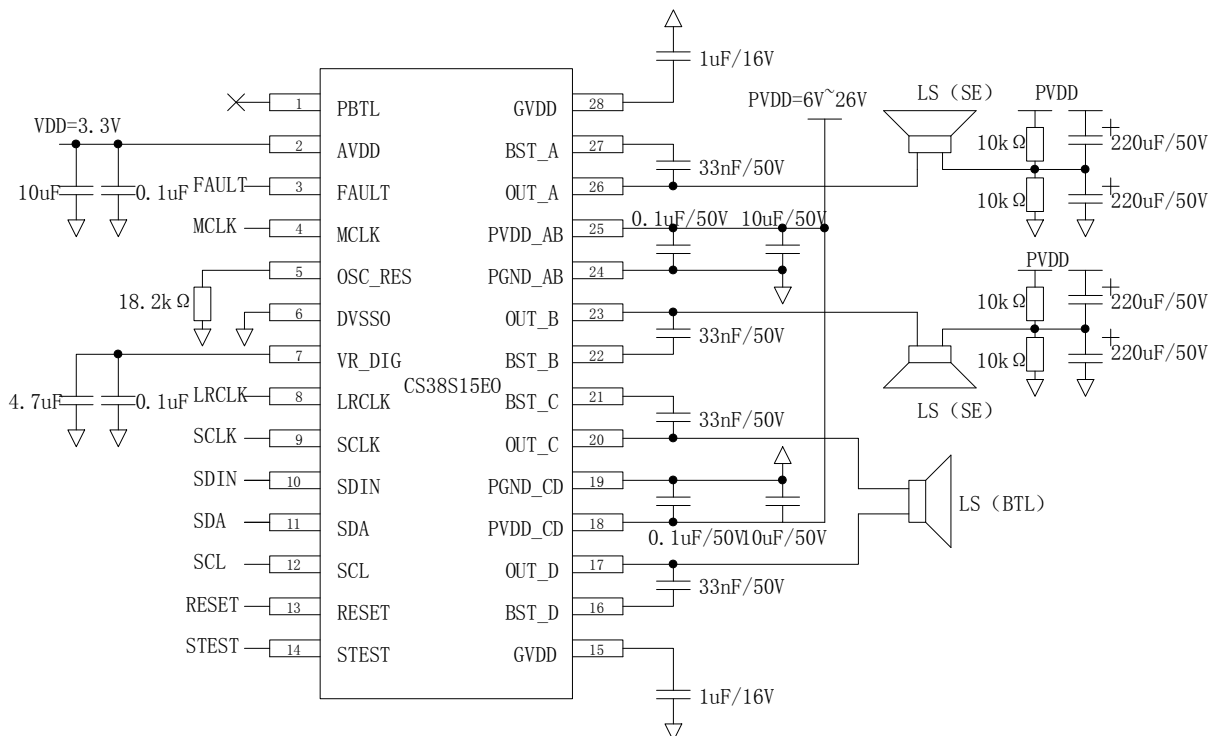 1uF/16V
PVDD=6V~26V
LS（SE）
PVDD
10kΩ
+
220uF/50V
10kΩ
+
220uF/50V
PVDD
10kΩ
+
220uF/50V
10kΩ
+
220uF/50V
LS（SE）
VDD=3.3V
10uF
0.1uF
FAULT
MCLK
18.2kΩ
4.7uF
0.1uF
LRCLK
SCLK
SDIN
SDA
SCL
RESET
STEST
1 PBTL
2 AVDD
3 FAULT
4 MCLK
5 OSC_RES
6 DVSSO
7 VR_DIG
CS38S15EO
8 LRCLK
9 SCLK
10 SDIN
11 SDA
12 SCL
13 RESET
14 STEST
GVDD 28
BST_A 27
OUT_A 26
PVDD_AB 25
PGND_AB 24
OUT_B 23
BST_B 22
BST_C 21
OUT_C 20
PGND_CD 19
PVDD_CD 18
OUT_D 17
BST_D 16
GVDD 15
33nF/50V
0.1uF/50V
10uF/50V
33nF/50V
33nF/50V
0.1uF/50V
10uF/50V
33nF/50V
LS（BTL）
1uF/16V